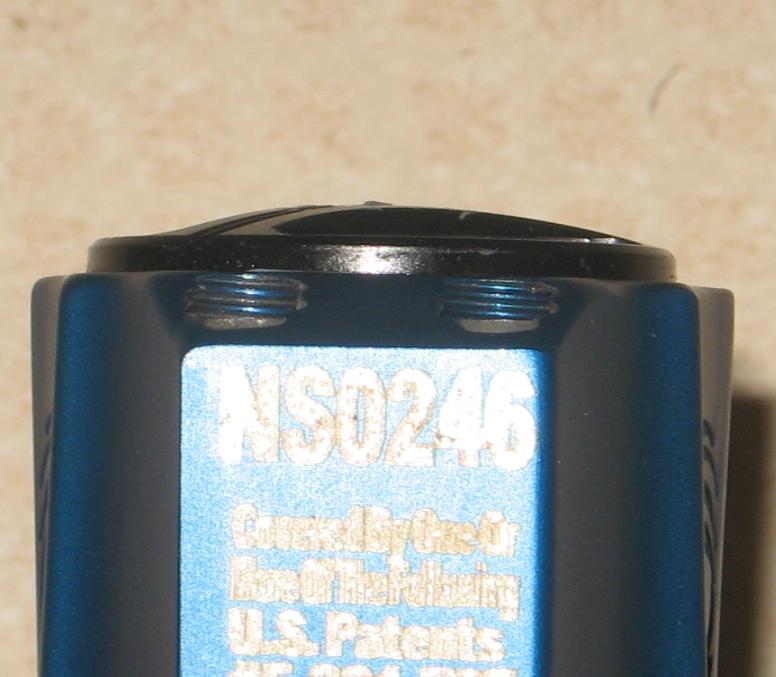 NS0246
Covered By One Or
More Of The Following
U.S. Patents